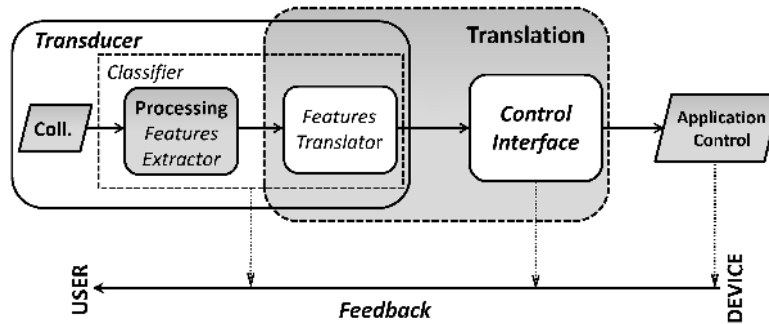 Transducer
Translation
Classifier
Coll.
Processing
Features
Extractor
Features
Translator
Control
Interface
Application
Control
USER
Feedback
DEVICE